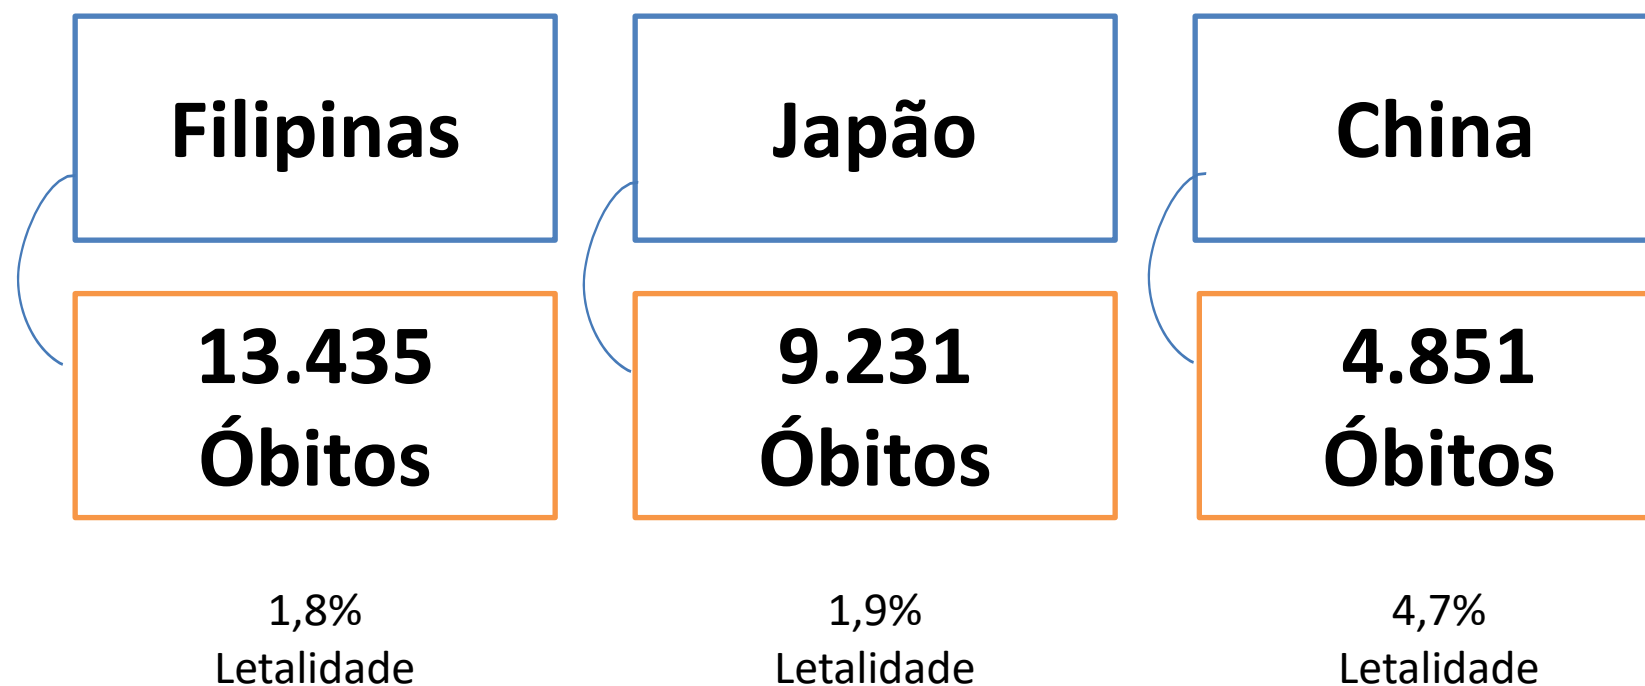 Filipinas
Japão
China
13.435
Óbitos
9.231
Óbitos
4.851
Óbitos
1,8%
Letalidade
1,9%
Letalidade
4,7%
Letalidade